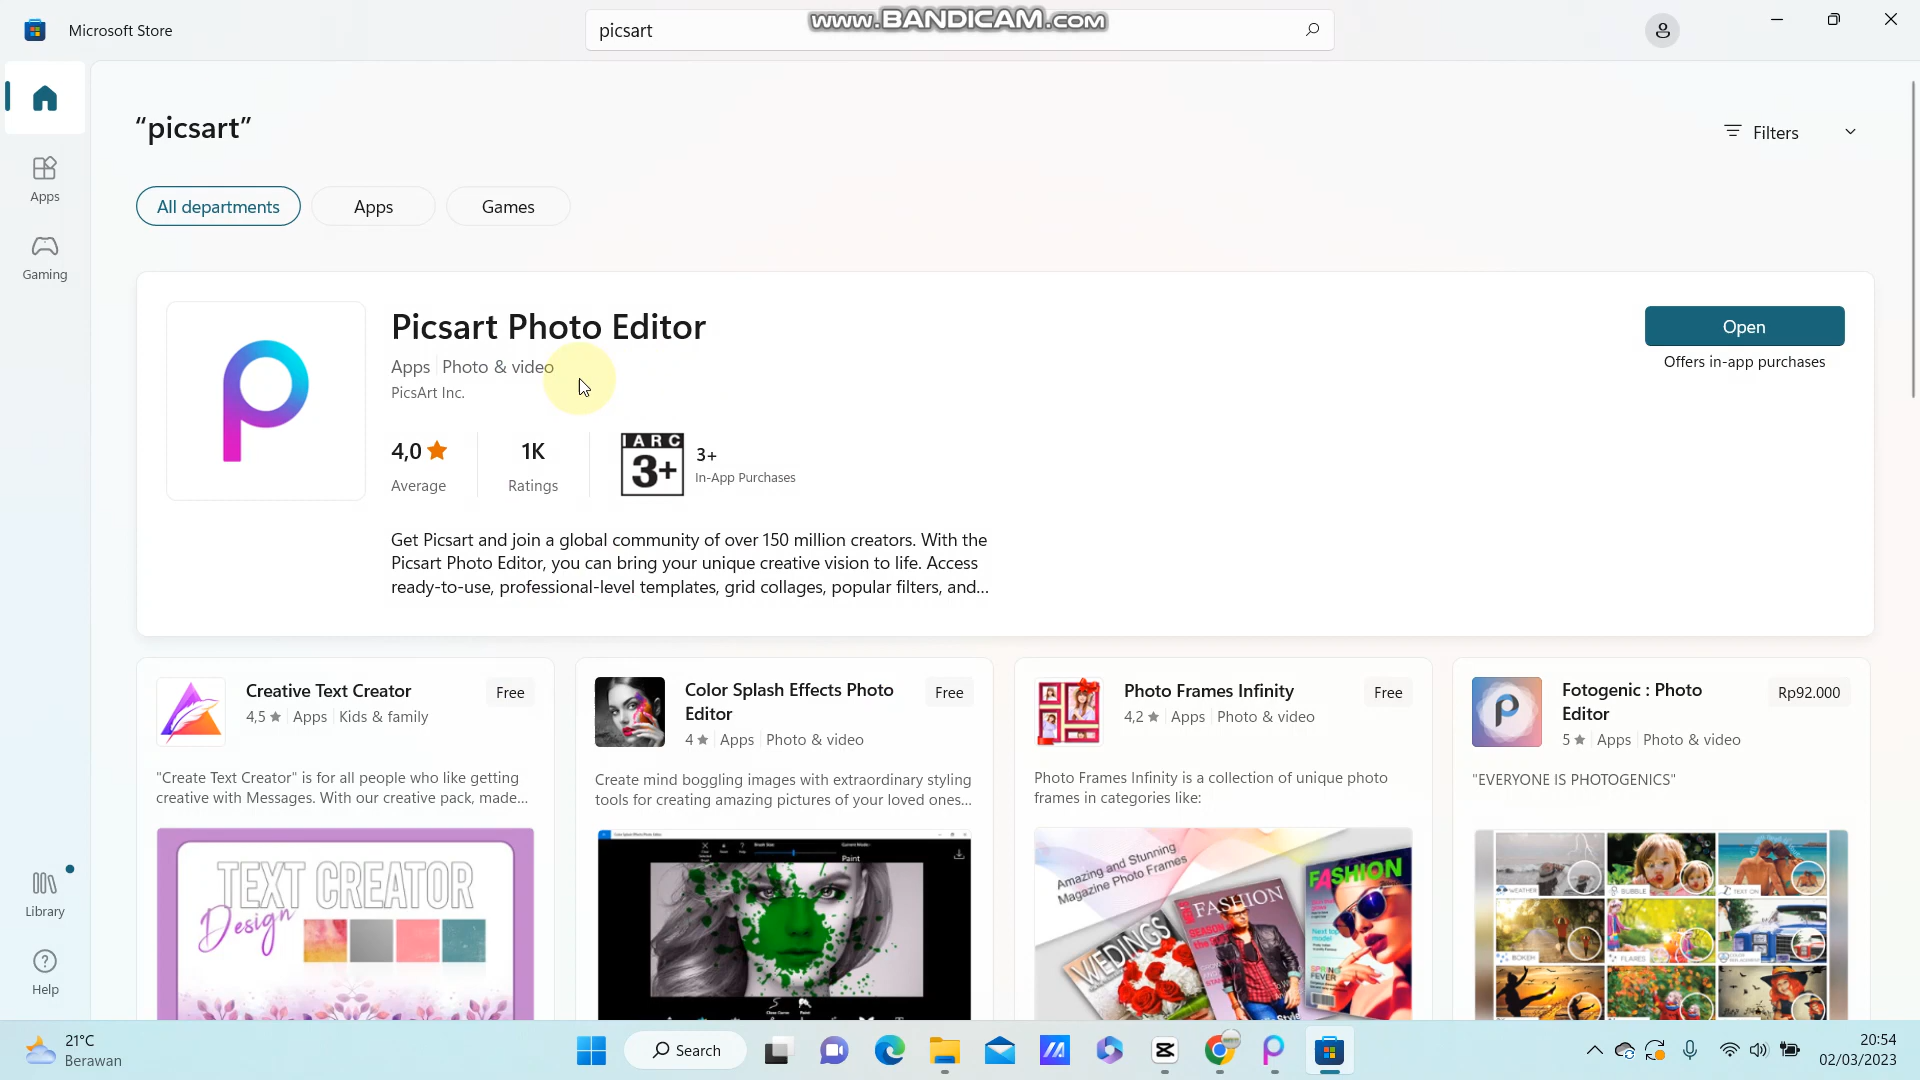 Microsoft Store
picsart
www.BANDICAM.com
Apps
Gaming
Library
Help
“picsart”
Filters
All departments
Apps
Games
Picsart Photo Editor
Apps Photo & video
PicsArt Inc.
4,0
Average
1K
Ratings
IARC
3+
3+
In-App Purchases
Open
Offers in-app purchases
Get Picsart and join a global community of over 150 million creators. With the
Picsart Photo Editor, you can bring your unique creative vision to life. Access
ready-to-use, professional-level templates, grid collages, popular filters, and...
Creative Text Creator
Free
4,5 Apps Kids & family
"Create Text Creator" is for all people who like getting
creative with Messages. With our creative pack, made...
TEXT CREATOR
Design
Color Splash Effects Photo
Editor
Free
4 Apps Photo & video
Create mind boggling images with extraordinary styling
tools for creating amazing pictures of your loved ones...
Paint
Photo Frames Infinity
Free
4,2 Apps Photo & video
Photo Frames Infinity is a collection of unique photo
frames in categories like:
Amazing and Stunning
Magazine Photo Frames
WEDDINGS
FASHION
FASHION
Fotogenic : Photo
Editor
Rp92.000
5 Apps Photo & video
"EVERYONE IS PHOTOGENICS"
WEATHER
BUBBLE
TEXT ON
BOKEH
FLARES
21°C
Berawan
Search
20:54
02/03/2023